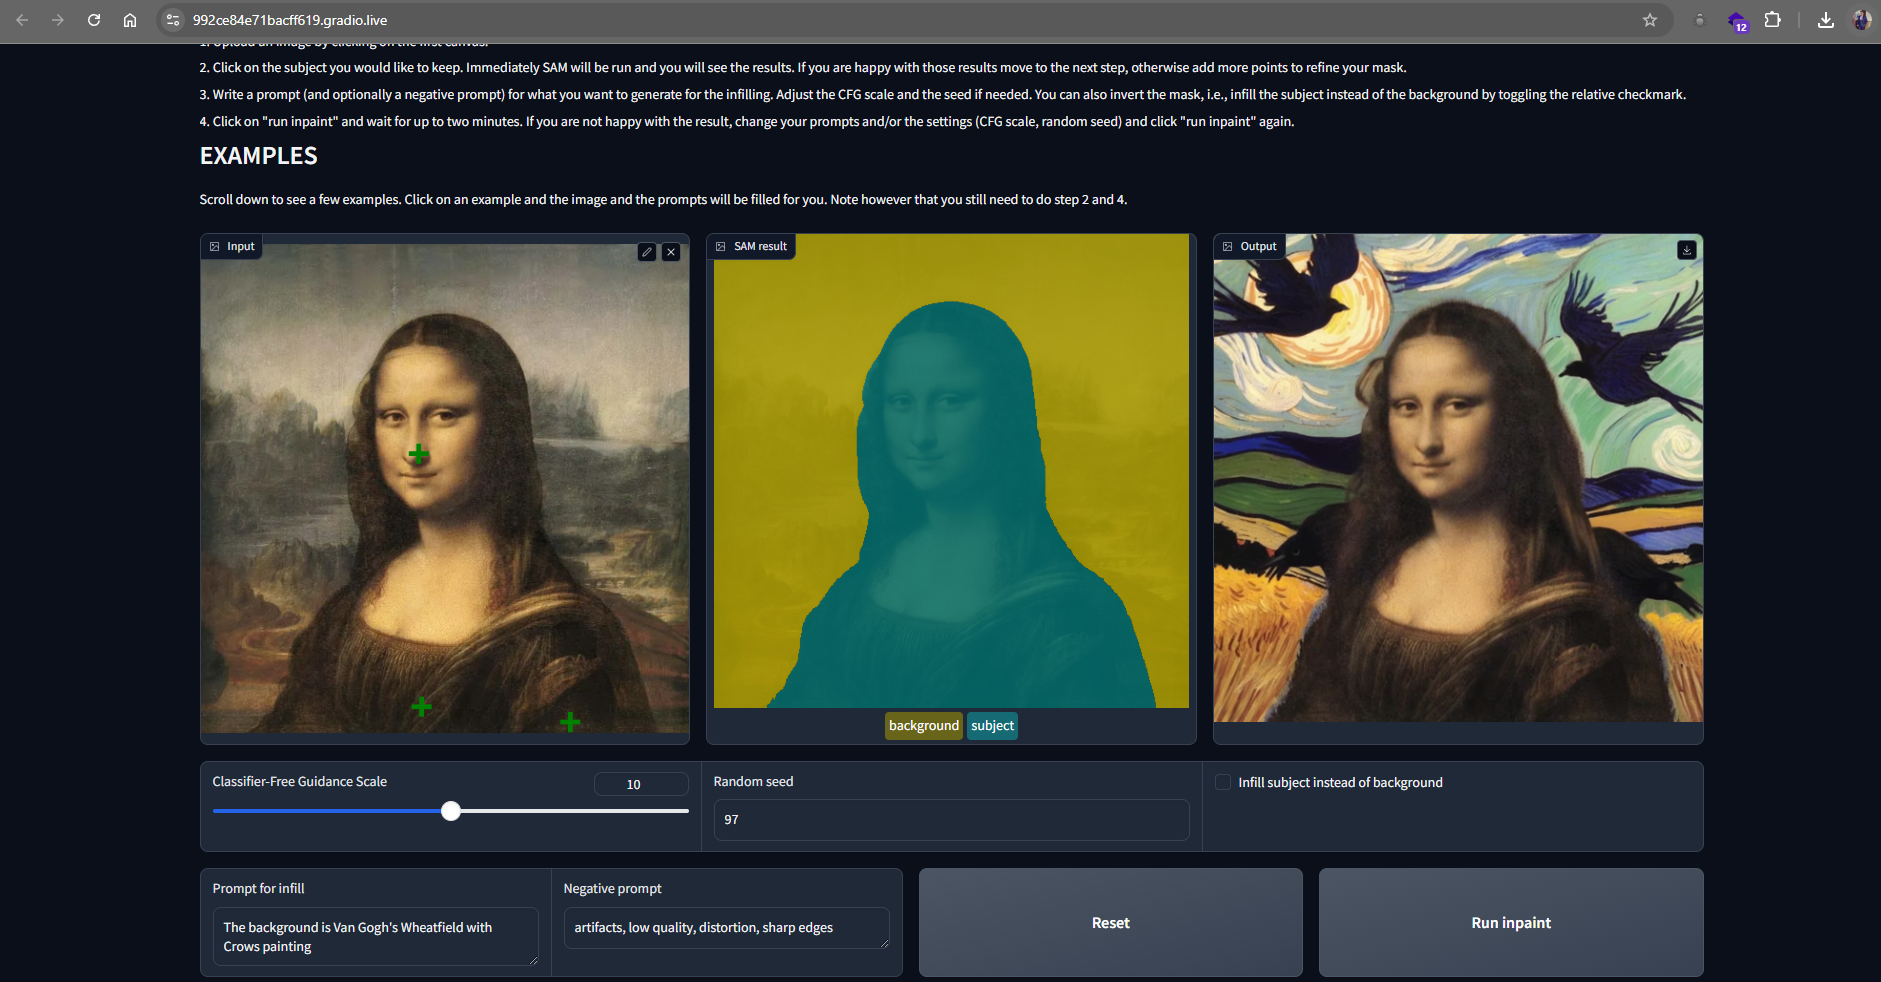 992ce84e71bacff619.gradio.live
12
1. Upload an image by clicking on the first canvas.
2. Click on the subject you would like to keep. Immediately SAM will be run and you will see the results. If you are happy with those results move to the next step, otherwise add more points to refine your mask.
3. Write a prompt (and optionally a negative prompt) for what you want to generate for the infilling. Adjust the CFG scale and the seed if needed. You can also invert the mask, i.e., infill the subject instead of the background by toggling the relative checkmark.
4. Click on "run inpaint" and wait for up to two minutes. If you are not happy with the result, change your prompts and/or the settings (CFG scale, random seed) and click "run inpaint" again.
EXAMPLES
Scroll down to see a few examples. Click on an example and the image and the prompts will be filled for you. Note however that you still need to do step 2 and 4.
Input
SAM result
Output
background subject
Classifier-Free Guidance Scale
10
Random seed
97
Infill subject instead of background
Prompt for infill
The background is Van Gogh's Wheatfield with
Crows painting
Negative prompt
artifacts, low quality, distortion, sharp edges
Reset
Run inpaint